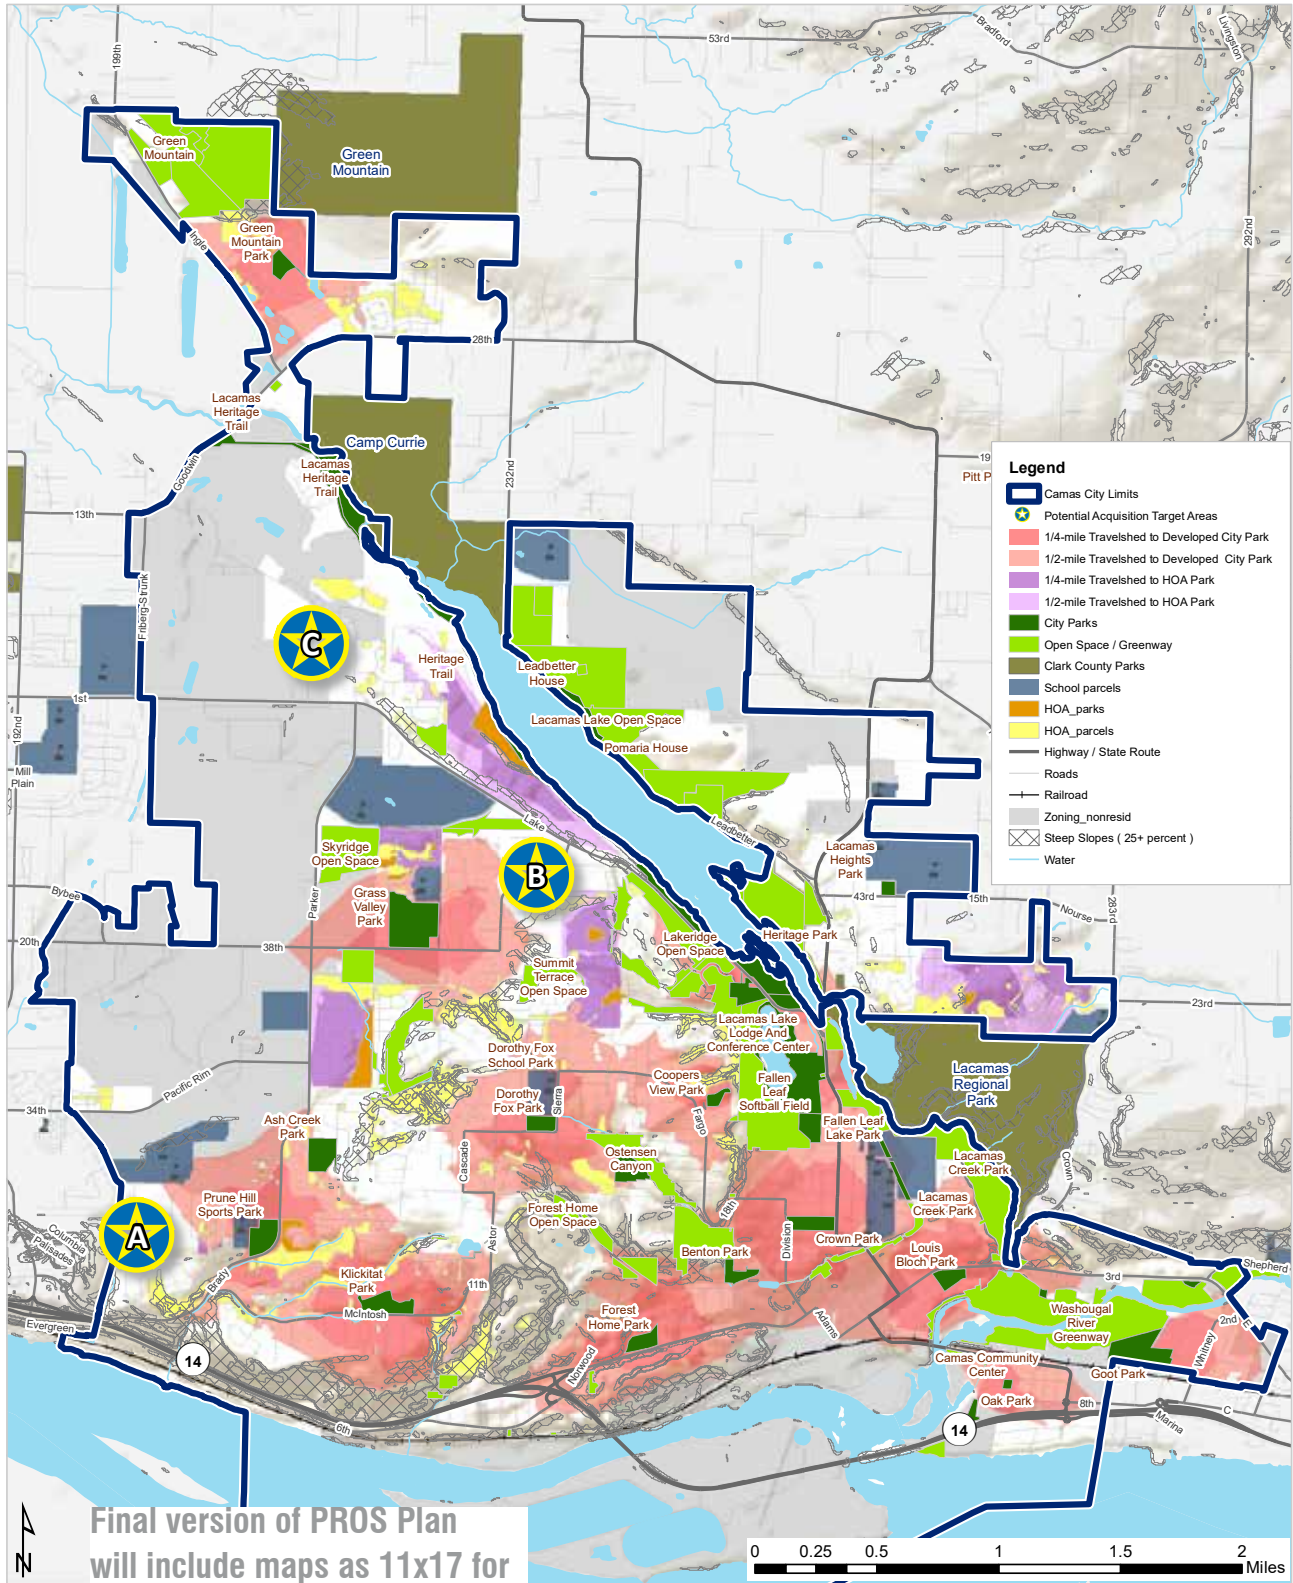 53rd
Bradford
Livingston
199th
Green
Mountain
Green
Mountain
292nd
Ingle
Green
Mountain
Park
28th
Lacamas
Heritage
Trail
Camp Currie
Goodwin
Lacamas
Heritage
Trail
232nd
19
Pitt P
13th
Legend
Camas City Limits
Potential Acquisition Target Areas
1/4-mile Travelshed to Developed City Park
1/2-mile Travelshed to Developed City Park
1/4-mile Travelshed to HOA Park
1/2-mile Travelshed to HOA Park
City Parks
Open Space / Greenway
Clark County Parks
School parcels
HOA_parks
HOA_parcels
Highway / State Route
Roads
Railroad
Zoning_nonresid
Steep Slopes ( 25+ percent )
Water
Friberg-Strunk
C
Heritage
Trail
Leadbetter
House
1st
192nd
Lacamas Lake Open Space
Pomaria House
Mill
Plain
Lake
Leadbetter
Skyridge
Open Space
Lacamas
Heights
Park
B
Bybee
Parker
Grass
Valley
Park
43rd
15th
283rd
Nourse
20th
38th
Lakeridge
Open Space
Heritage Park
Summit
Terrace
Open Space
23rd
Lacamas Lake
Lodge And
Conference Center
Dorothy Fox
School Park
Pacific Rim
Coopers
View Park
Fallen
Leaf
Softball Field
Lacamas
Regional
Park
34th
Dorothy
Fox Park
Sierra
Fargo
Ash Creek
Park
Fallen Leaf
Lake Park
Cascade
Ostensen
Canyon
Lacamas
Creek Park
Crown
Prune Hill
Sports Park
Forest Home
Open Space
18th
Lacamas
Creek Park
A
Columbia
Palisades
Astor
Division
Crown Park
Benton Park
Louis
Bloch Park
Shepherd
Brady
Klickitat
Park
11th
3rd
McIntosh
Forest
Home Park
Adams
Washougal
River
Greenway
2nd
E
Evergreen
Whitney
14
Norwood
Camas Community
Center
Goot Park
Oak Park
8th
C
Marina
6th
14
Final version of PROS Plan
will include maps as 11x17 for
N
0 0.25 0.5 1 1.5 2
Miles